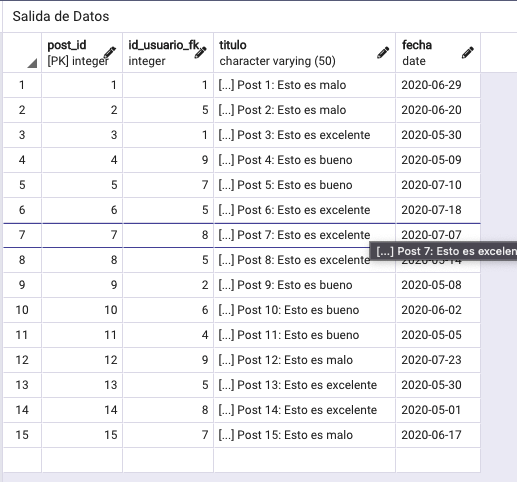 Salida de Datos
post_id id_usuario_fk titulo fecha
[PK] integer integer character varying (50) date
1 1 1 [...] Post 1: Esto es malo 2020-06-29
2 2 5 [...] Post 2: Esto es malo 2020-06-20
3 3 1 [...] Post 3: Esto es excelente 2020-05-30
4 4 9 [...] Post 4: Esto es bueno 2020-05-09
5 5 7 [...] Post 5: Esto es bueno 2020-07-10
6 6 5 [...] Post 6: Esto es excelente 2020-07-18
7 7 8 [...] Post 7: Esto es excelente 2020-07-07
[...] Post 7: Esto es excelen
8 8 5 [...] Post 8: Esto es excelente 2020-05-14
9 9 2 [...] Post 9: Esto es bueno 2020-05-08
10 10 6 [...] Post 10: Esto es bueno 2020-06-02
11 11 4 [...] Post 11: Esto es bueno 2020-05-05
12 12 9 [...] Post 12: Esto es malo 2020-07-23
13 13 5 [...] Post 13: Esto es excelente 2020-05-30
14 14 8 [...] Post 14: Esto es excelente 2020-05-01
15 15 7 [...] Post 15: Esto es malo 2020-06-17